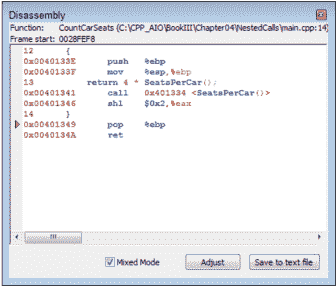 Disassembly
Function: CountCarSeats (C:\CPP_AIO\BookIII\Chapter04\NestedCalls\main.cpp:14)
Frame start: 0028FEF8
12 {
0x0040133E push %ebp
0x0040133F mov %esp,%ebp
13 return 4 * SeatsPerCar();
0x00401341 call 0x401334 <SeatsPerCar()>
0x00401346 shl $0x2,%eax
14 }
0x00401349 pop %ebp
0x0040134A ret
Mixed Mode
Adjust
Save to text file